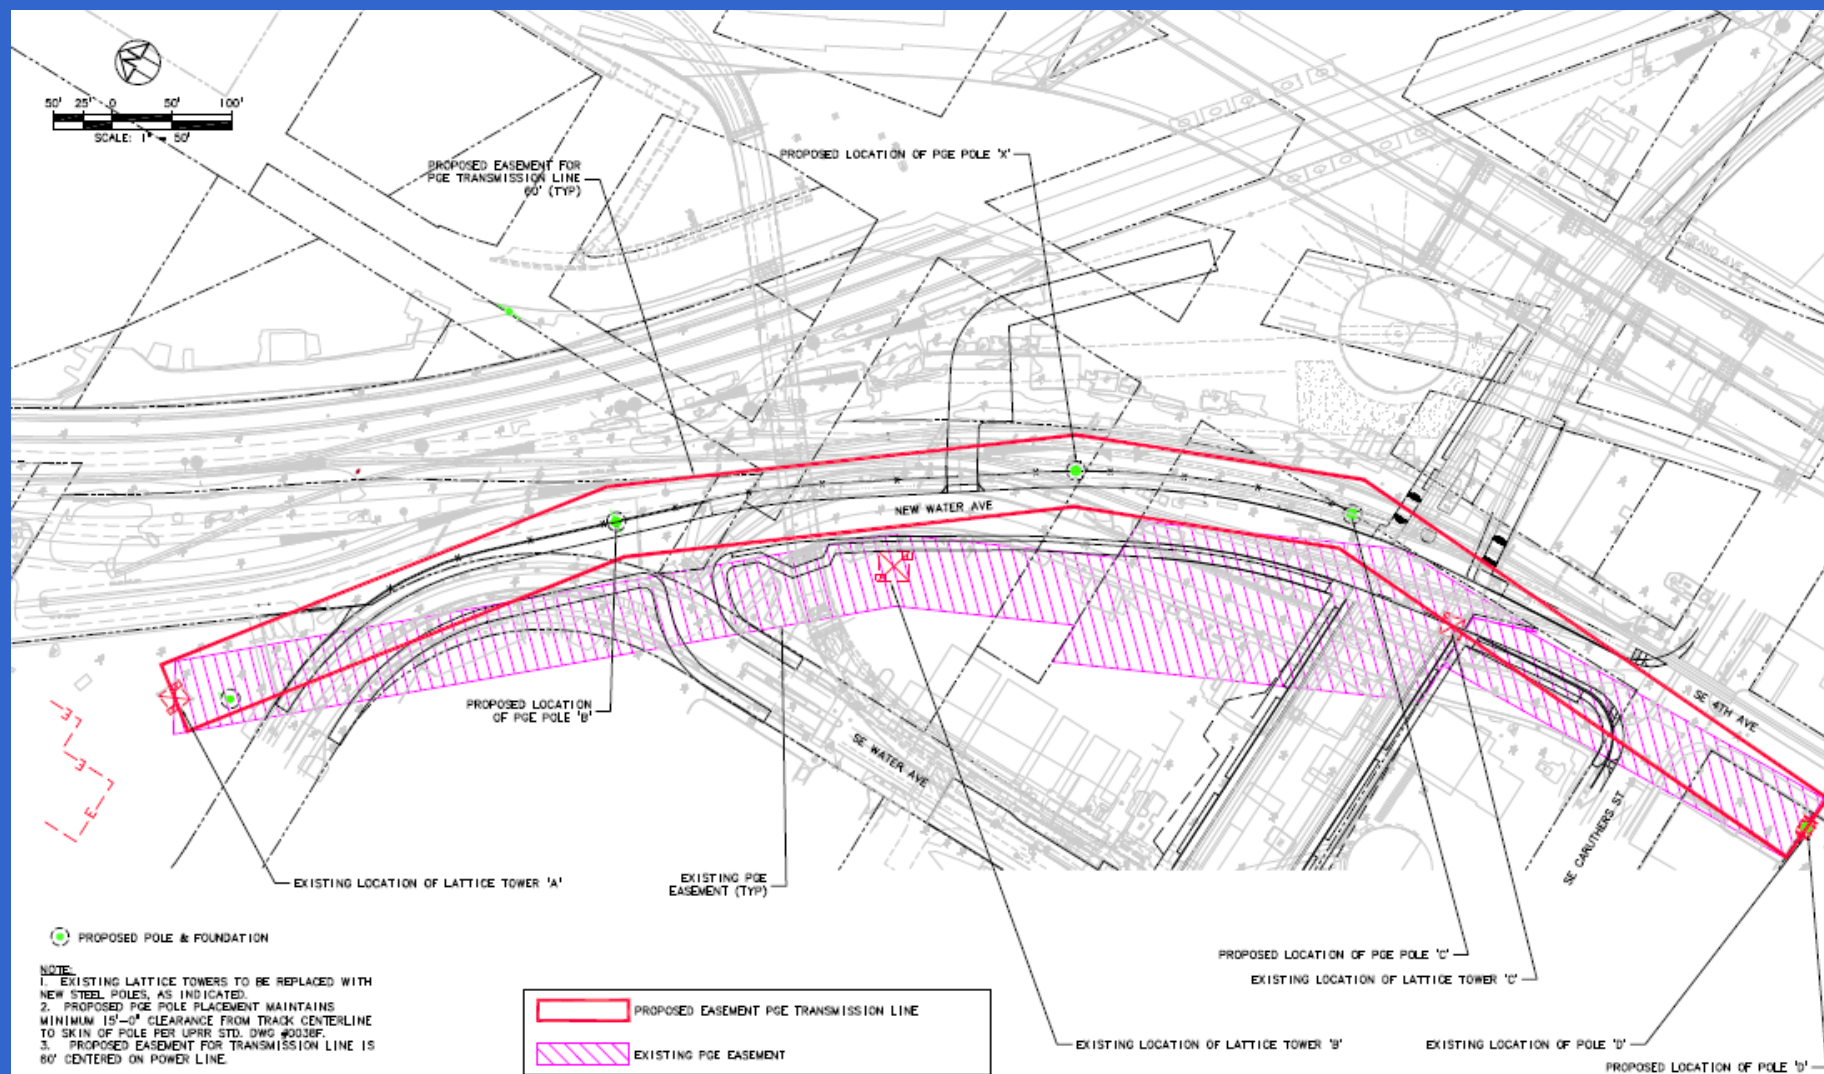 50' 25' 0 50' 100'
SCALE: 1" = 50'
PROPOSED EASEMENT FOR
PGE TRANSMISSION LINE
60' (TYP)
PROPOSED LOCATION OF PGE POLE 'X'
GRAND AVE
NEW WATER AVE
PROPOSED LOCATION
OF PGE POLE 'B'
SE WATER AVE
SE 4TH AVE
SE CARUTHERS ST
EXISTING LOCATION OF LATTICE TOWER 'A'
EXISTING PGE
EASEMENT (TYP)
PROPOSED POLE & FOUNDATION
PROPOSED LOCATION OF PGE POLE 'C'
EXISTING LOCATION OF LATTICE TOWER 'C'
EXISTING LOCATION OF LATTICE TOWER 'B'
EXISTING LOCATION OF POLE 'D'
PROPOSED LOCATION OF POLE 'D'
NOTE:
1. EXISTING LATTICE TOWERS TO BE REPLACED WITH
NEW STEEL POLES, AS INDICATED.
2. PROPOSED PGE POLE PLACEMENT MAINTAINS
MINIMUM 15'-0" CLEARANCE FROM TRACK CENTERLINE
TO SKIN OF POLE PER UPRR STD. DWG #0038F.
3. PROPOSED EASEMENT FOR TRANSMISSION LINE IS
60' CENTERED ON POWER LINE.
PROPOSED EASEMENT PGE TRANSMISSION LINE
EXISTING PGE EASEMENT